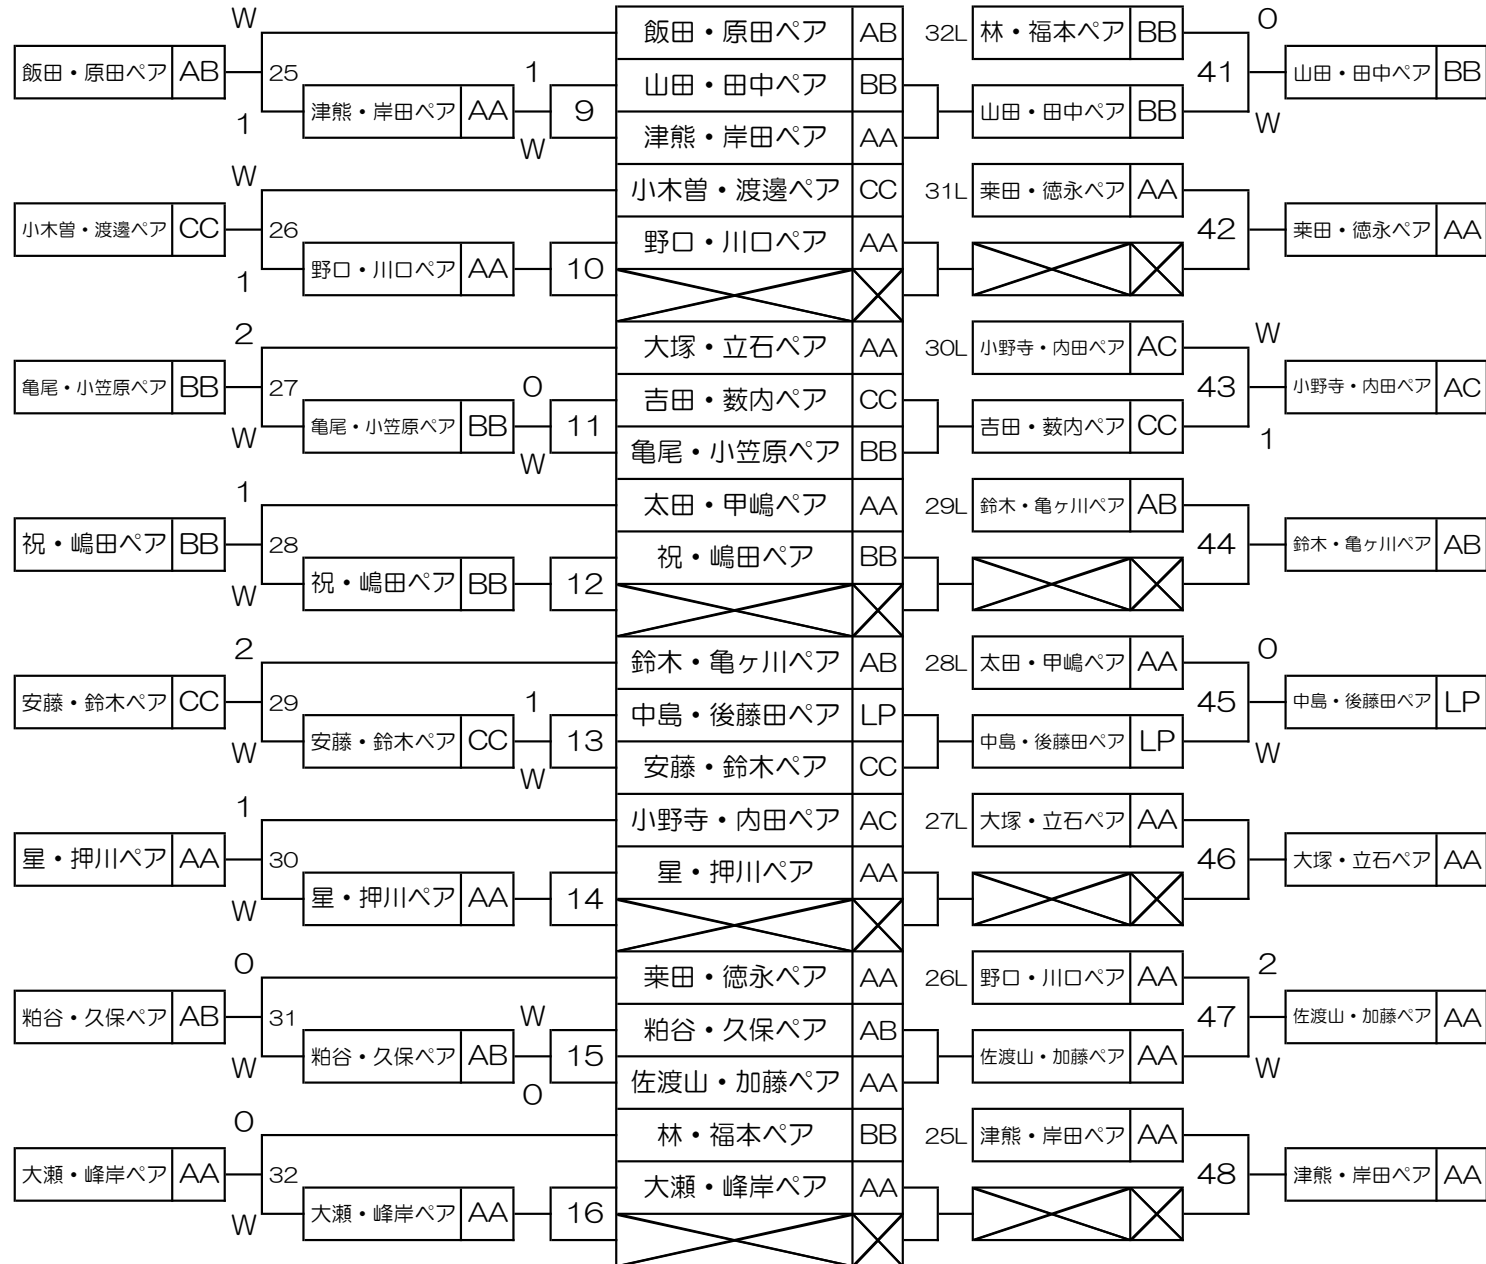 W 飯田・原田ペア AB 32L 林・福本ペア BB 0
飯田・原田ペア AB 25 1 山田・田中ペア BB 41 山田・田中ペア BB
1 津熊・岸田ペア AA 9 W 津熊・岸田ペア AA 山田・田中ペア BB W
W 小木曽・渡邊ペア CC 31L 桒田・徳永ペア AA
小木曽・渡邊ペア CC 26 野口・川口ペア AA 42 桒田・徳永ペア AA
1 野口・川口ペア AA 10
2 大塚・立石ペア AA 30L 小野寺・内田ペア AC W
亀尾・小笠原ペア BB 27 0 吉田・薮内ペア CC 43 小野寺・内田ペア AC
W 亀尾・小笠原ペア BB 11 W 亀尾・小笠原ペア BB 吉田・薮内ペア CC 1
1 太田・甲嶋ペア AA 29L 鈴木・亀ヶ川ペア AB
祝・嶋田ペア BB 28 祝・嶋田ペア BB 44 鈴木・亀ヶ川ペア AB
W 祝・嶋田ペア BB 12
2 鈴木・亀ヶ川ペア AB 28L 太田・甲嶋ペア AA 0
安藤・鈴木ペア CC 29 1 中島・後藤田ペア LP 45 中島・後藤田ペア LP
W 安藤・鈴木ペア CC 13 W 安藤・鈴木ペア CC 中島・後藤田ペア LP W
1 小野寺・内田ペア AC 27L 大塚・立石ペア AA
星・押川ペア AA 30 星・押川ペア AA 46 大塚・立石ペア AA
W 星・押川ペア AA 14
0 桒田・徳永ペア AA 26L 野口・川口ペア AA 2
粕谷・久保ペア AB 31 W 粕谷・久保ペア AB 47 佐渡山・加藤ペア AA
W 粕谷・久保ペア AB 15 0 佐渡山・加藤ペア AA 佐渡山・加藤ペア AA W
0 林・福本ペア BB 25L 津熊・岸田ペア AA
大瀬・峰岸ペア AA 32 大瀬・峰岸ペア AA 48 津熊・岸田ペア AA
W 大瀬・峰岸ペア AA 16